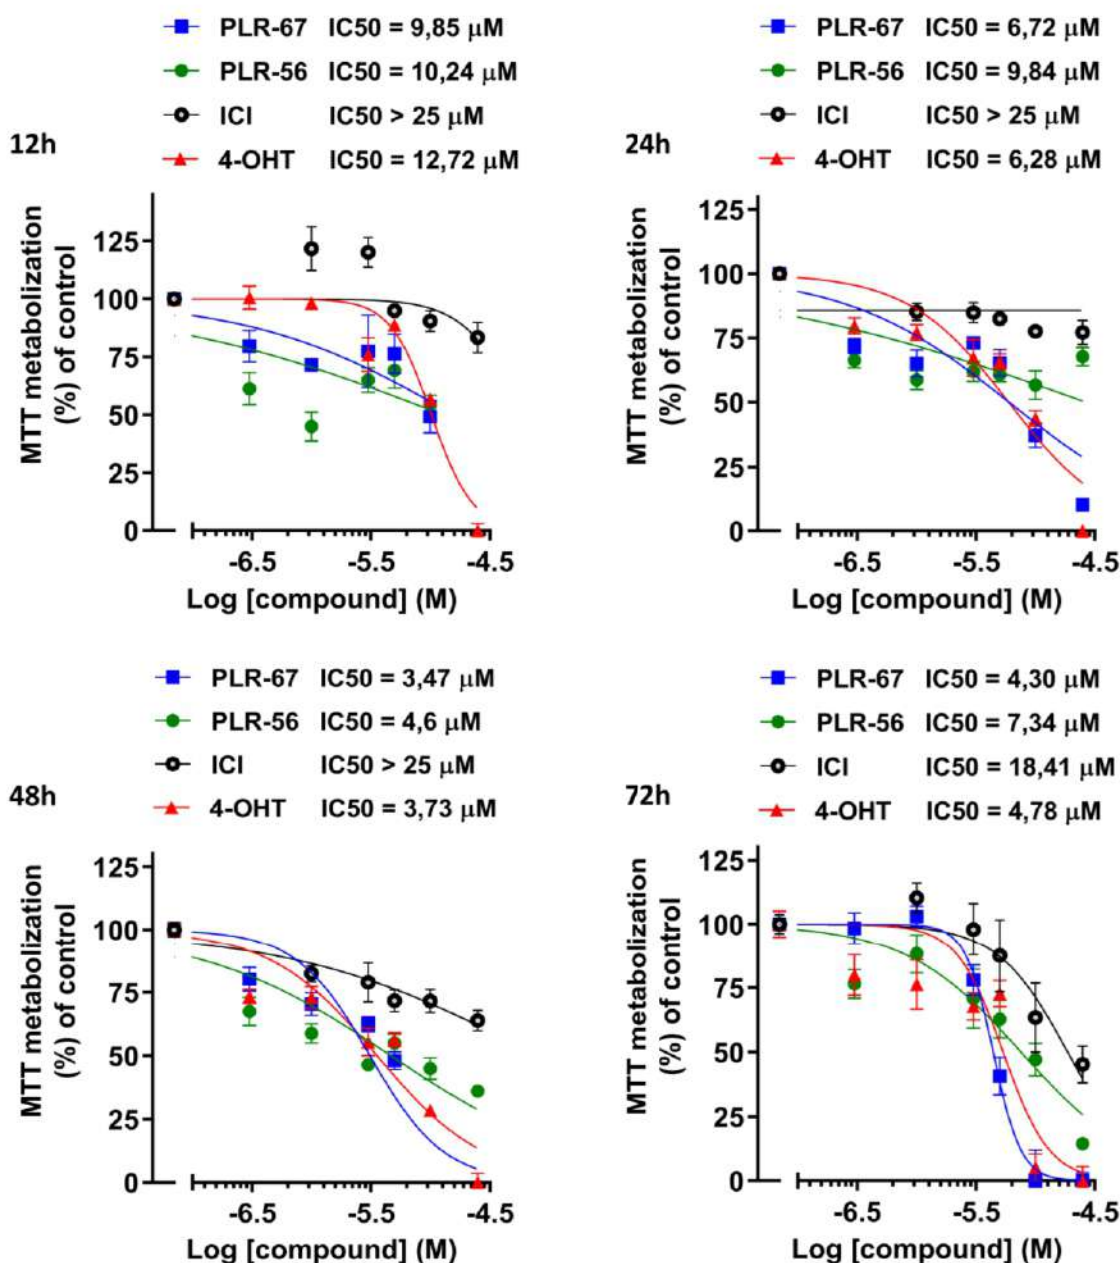 PLR-67 IC50 = 9,85 μM
PLR-56 IC50 = 10,24 μM
ICI IC50 > 25 μM
4-OHT IC50 = 12,72 μM
12h
MTT metabolization
(%) of control
125
100
75
50
25
0
-6.5 -5.5 -4.5
Log [compound] (M)
PLR-67 IC50 = 6,72 μM
PLR-56 IC50 = 9,84 μM
ICI IC50 > 25 μM
4-OHT IC50 = 6,28 μM
24h
MTT metabolization
(%) of control
125
100
75
50
25
0
-6.5 -5.5 -4.5
Log [compound] (M)
PLR-67 IC50 = 3,47 μM
PLR-56 IC50 = 4,6 μM
ICI IC50 > 25 μM
4-OHT IC50 = 3,73 μM
48h
MTT metabolization
(%) of control
125
100
75
50
25
0
-6.5 -5.5 -4.5
Log [compound] (M)
PLR-67 IC50 = 4,30 μM
PLR-56 IC50 = 7,34 μM
ICI IC50 = 18,41 μM
4-OHT IC50 = 4,78 μM
72h
MTT metabolization
(%) of control
125
100
75
50
25
0
-6.5 -5.5 -4.5
Log [compound] (M)